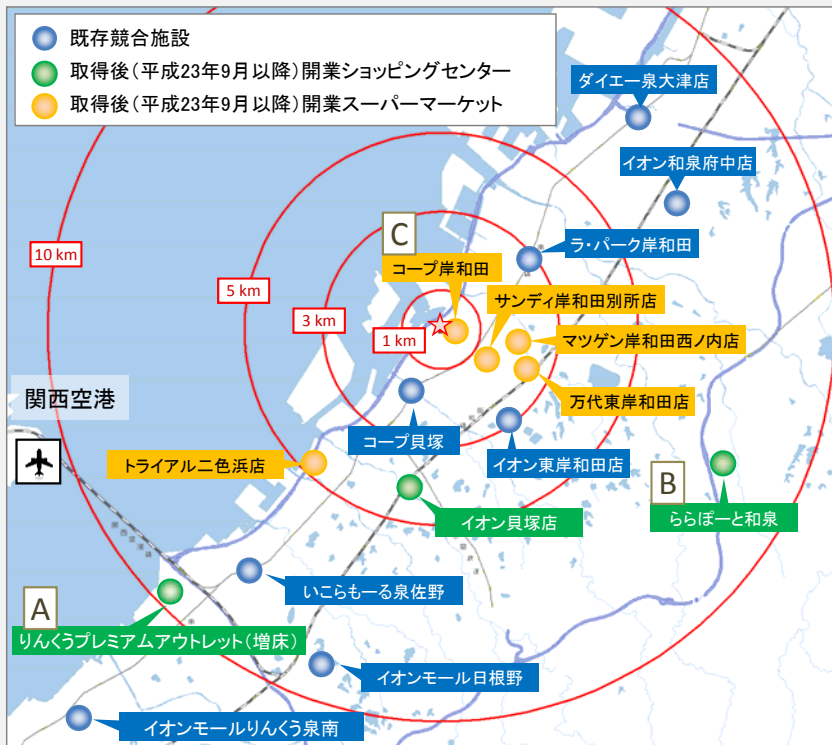 既存競合施設
取得後(平成23年9月以降)開業ショッピングセンター
取得後(平成23年9月以降)開業スーパーマーケット
ダイエー泉大津店
イオン和泉府中店
C
ラ・パーク岸和田
10 km
コープ岸和田
5 km
サンディ岸和田別所店
3 km
1 km
マツゲン岸和田西ノ内店
関西空港
万代東岸和田店
コープ貝塚
イオン東岸和田店
トライアル二色浜店
B
ららぽーと和泉
イオン貝塚店
いこらもーる泉佐野
A
りんくうプレミアムアウトレット(増床)
イオンモール日根野
イオンモールりんくう泉南